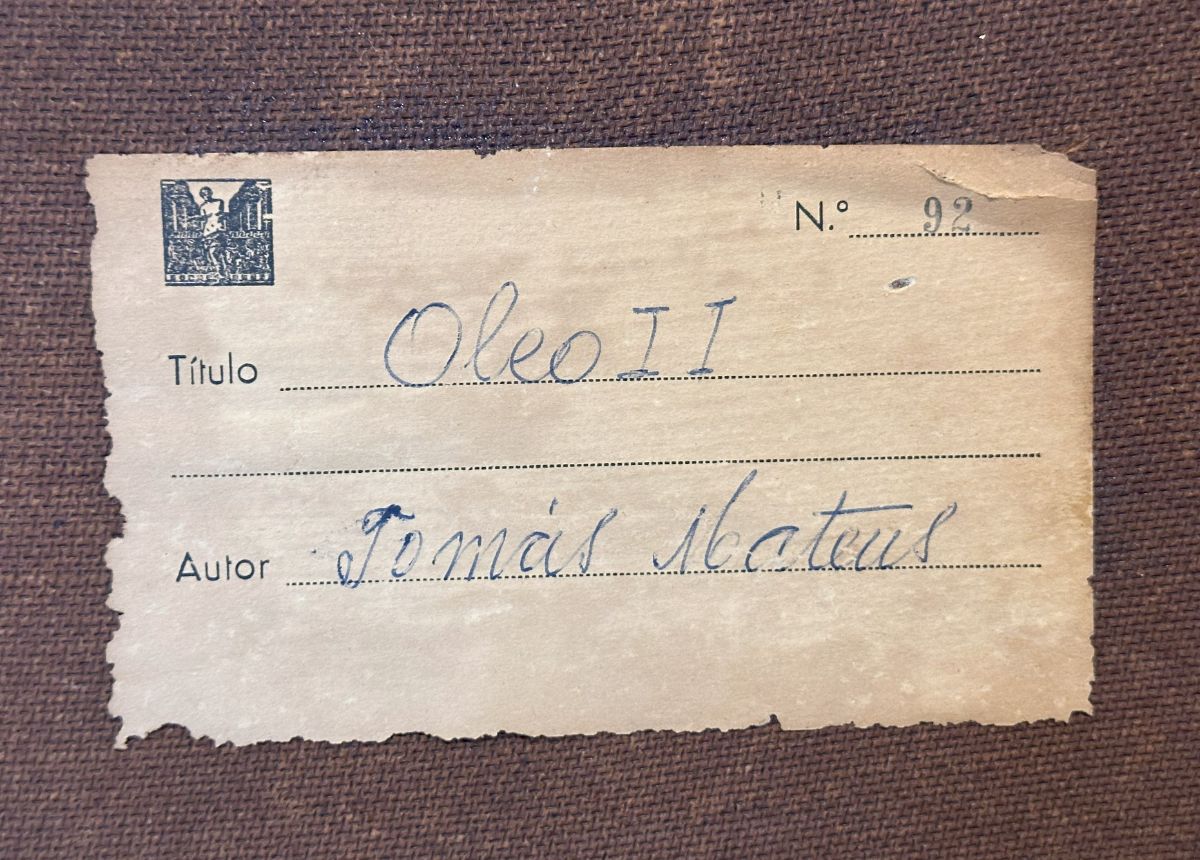 N.º 92
Título Oleo II
Autor Tomás Mateus